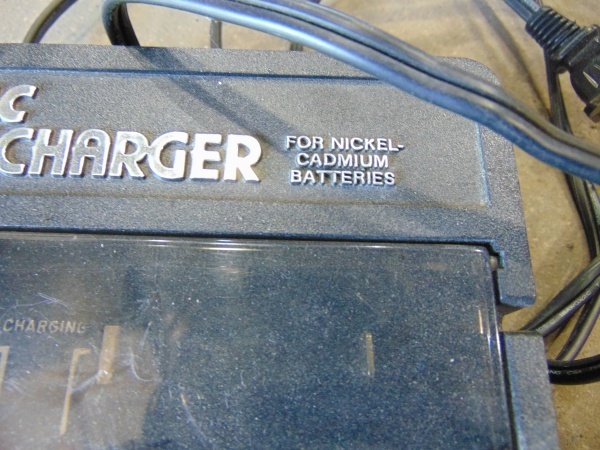 C
CHARGER
FOR NICKEL-
CADMIUM
BATTERIES
CHARGING